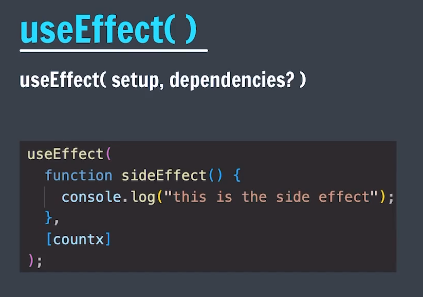 useEffect( )
useEffect( setup, dependencies? )
useEffect(
function sideEffect() {
console.log("this is the side effect");
},
[countx]
);